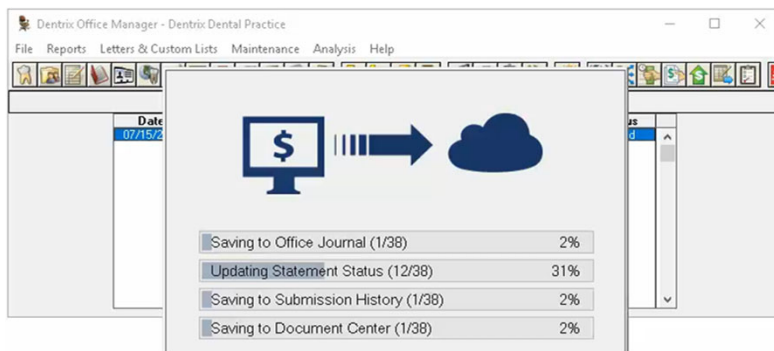 Dentrix Office Manager - Dentrix Dental Practice
File Reports Letters & Custom Lists Maintenance Analysis Help
Date
07/15/2
$
Saving to Office Journal (1/38) 2%
Updating Statement Status (12/38) 31%
Saving to Submission History (1/38) 2%
Saving to Document Center (1/38) 2%